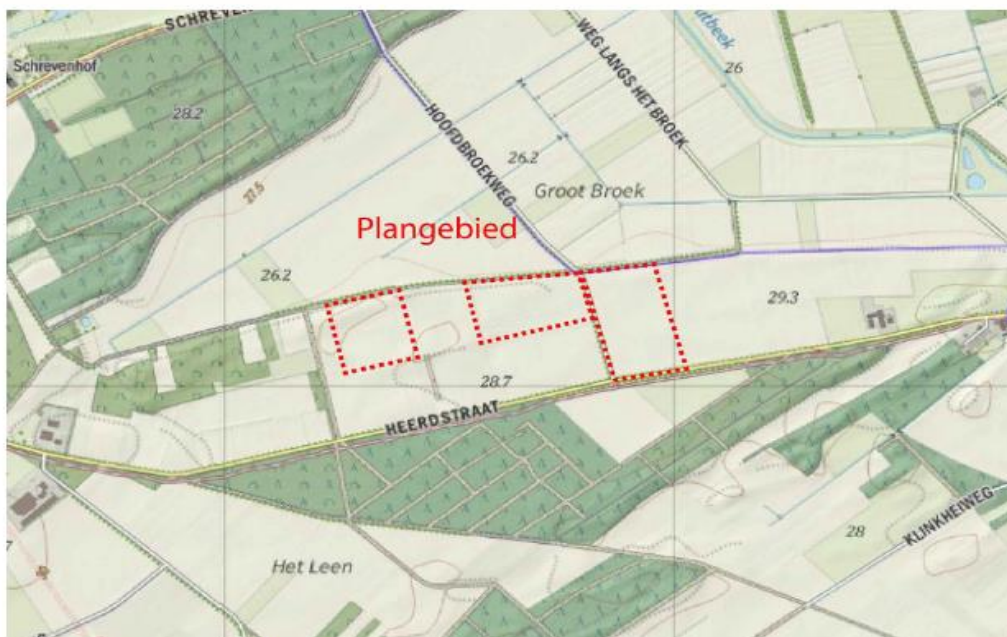 SCHREVEN
Schrevenhof
28.2
27.5
HOOFDBROEKWEG
WEG LANGS HET BROEK
26
26.2
Groot Broek
Plangebied
26.2
29.3
28.7
HEERDSTRAAT
28
KLINKHEIWEG
Het Leen